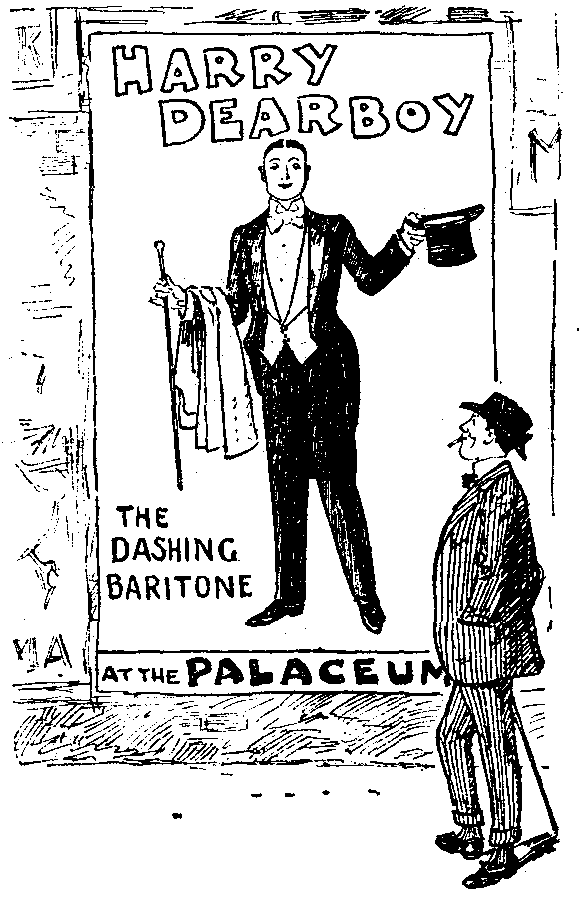 HARRY
DEARBOY
THE
DASHING
BARITONE
AT THE PALACEUM
K
M